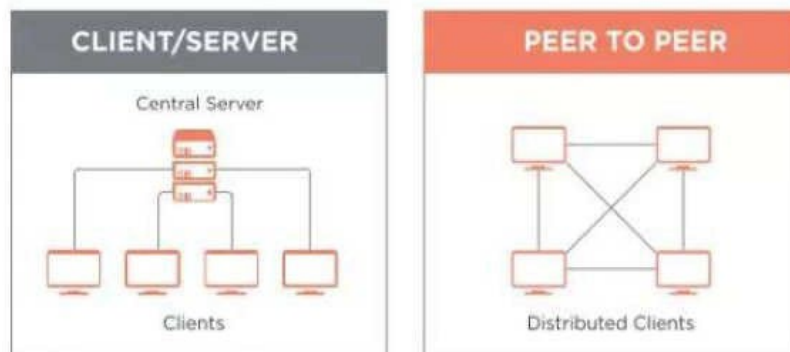 CLIENT/SERVER
Central Server
Clients
PEER TO PEER
Distributed Clients